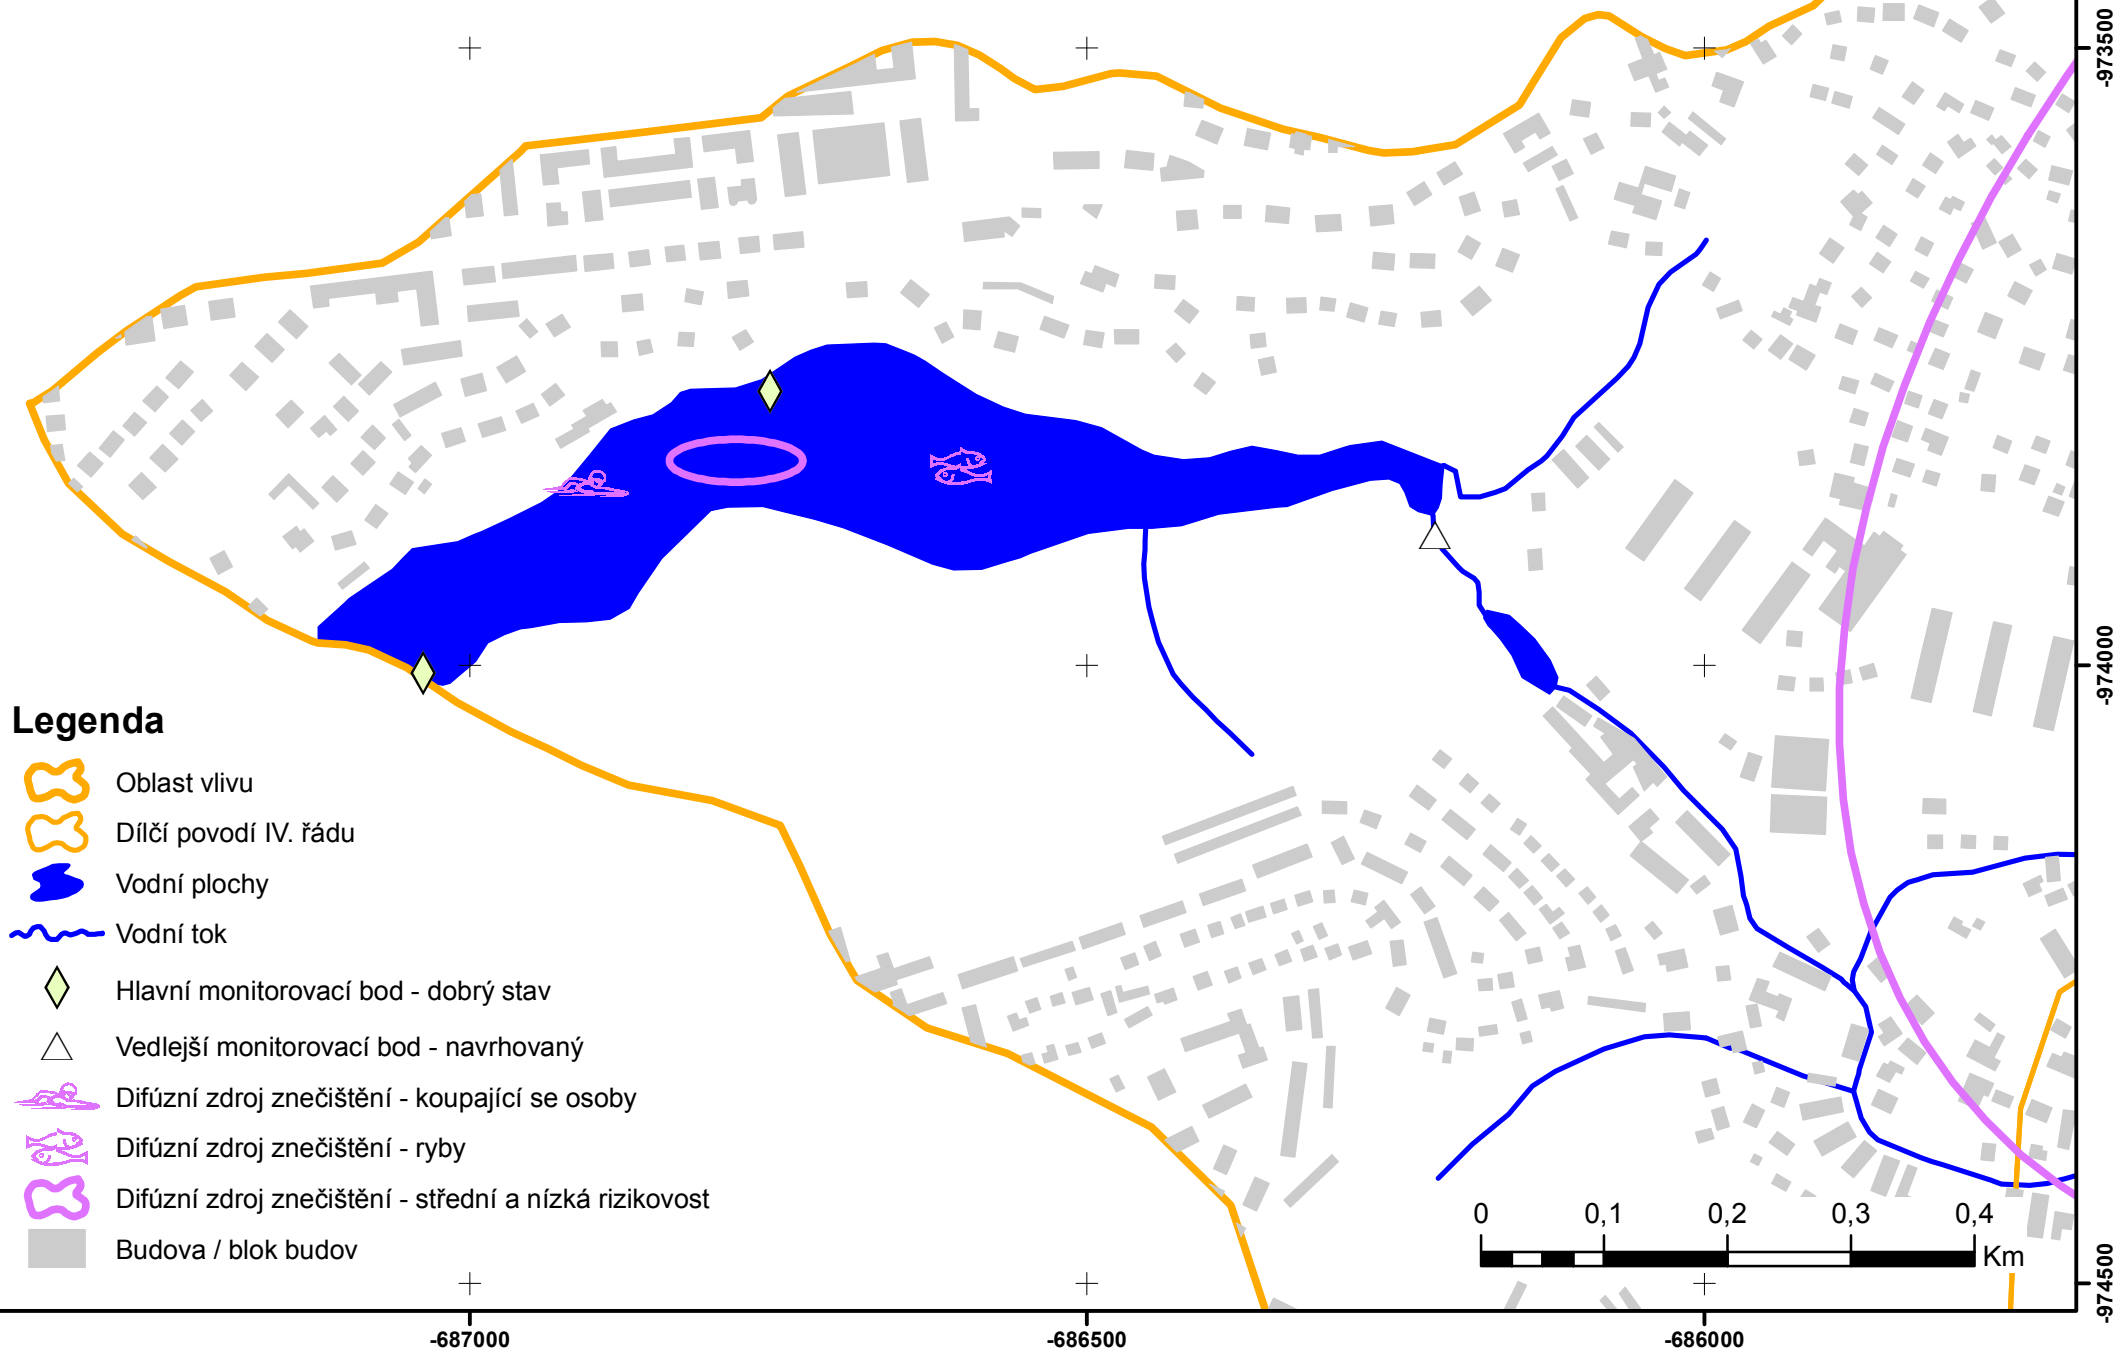 -973500
-974000
Legenda
Oblast vlivu
Dílčí povodí IV. řádu
Vodní plochy
Vodní tok
Hlavní monitorovací bod - dobrý stav
Vedlejší monitorovací bod - navrhovaný
Difúzní zdroj znečištění - koupající se osoby
Difúzní zdroj znečištění - ryby
Difúzní zdroj znečištění - střední a nízká rizikovost
Budova / blok budov
0 0,1 0,2 0,3 0,4
Km
-974500
-687000 -686500 -686000